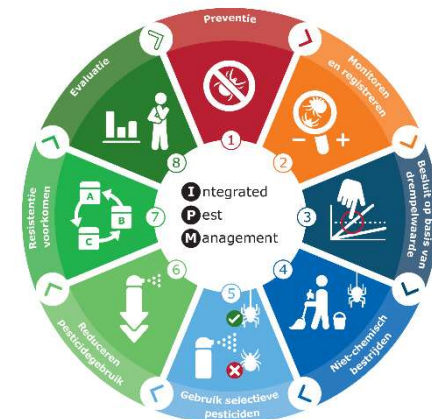 Preventie
1
Monitoren
en registreren
- +
2
Besluit op basis van
drempelwaarde
3
Niet-chemisch
bestrijden
4
Gebruik selectieve
pesticiden
5
Reduceren
pesticidegebruik
6
Resistentie
voorkomen
A
B
C
7
Evaluatie
8
Integrated
Pest
Management